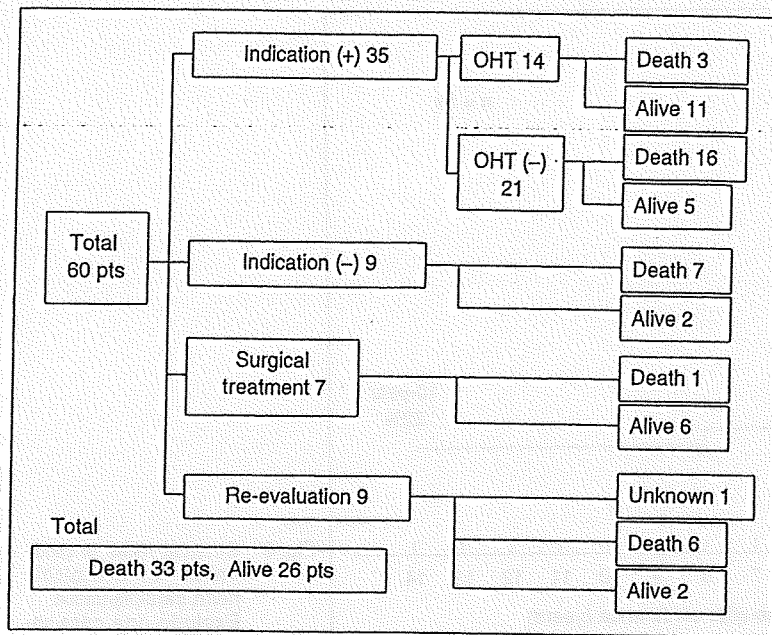 Total
60 pts
Indication (+) 35
OHT 14
Death 3
Alive 11
OHT (–)
21
Death 16
Alive 5
Indication (–) 9
Death 7
Alive 2
Surgical
treatment 7
Death 1
Alive 6
Re-evaluation 9
Unknown 1
Death 6
Alive 2
Total
Death 33 pts, Alive 26 pts